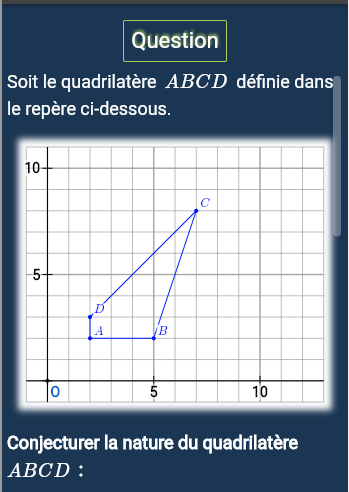 Question
Soit le quadrilatère ABCD définie dans
le repère ci-dessous.
10
C
5
D
A
B
O
5
10
Conjecturer la nature du quadrilatère
ABCD :